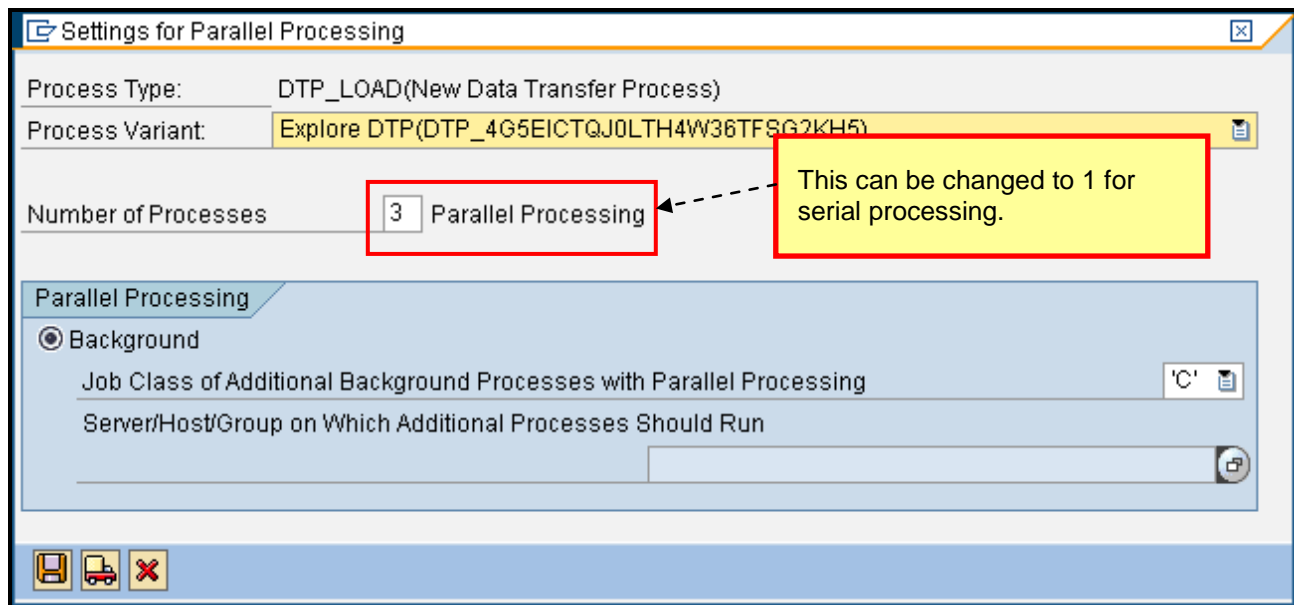 Settings for Parallel Processing
Process Type: DTP_LOAD(New Data Transfer Process)
Process Variant: Explore DTP(DTP_4G5EICTQJ0LTH4W36TFSG2KH5)
This can be changed to 1 for
serial processing.
Number of Processes 3 Parallel Processing
Parallel Processing
Background
Job Class of Additional Background Processes with Parallel Processing 'C'
Server/Host/Group on Which Additional Processes Should Run